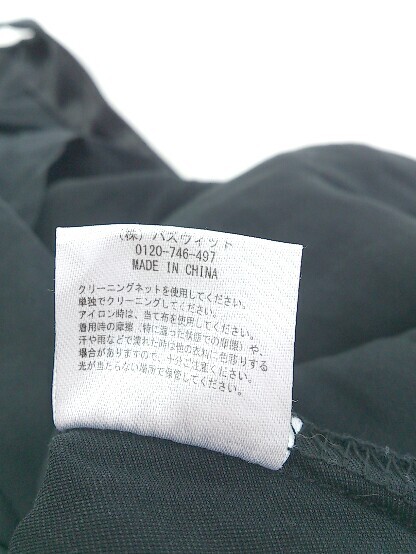 (株)バズウィット
0120-746-497
MADE IN CHINA
クリーニングネットを使用してください。
単独でクリーニングしてください。
アイロン時は、当て布を使用してください。
着用時の摩擦(特に湿った状態での摩擦)や、
汗や雨などで濡れた時は他の衣料に色移りする
場合がありますので、十分ご注意ください。
光が当たらない場所で保管してください。